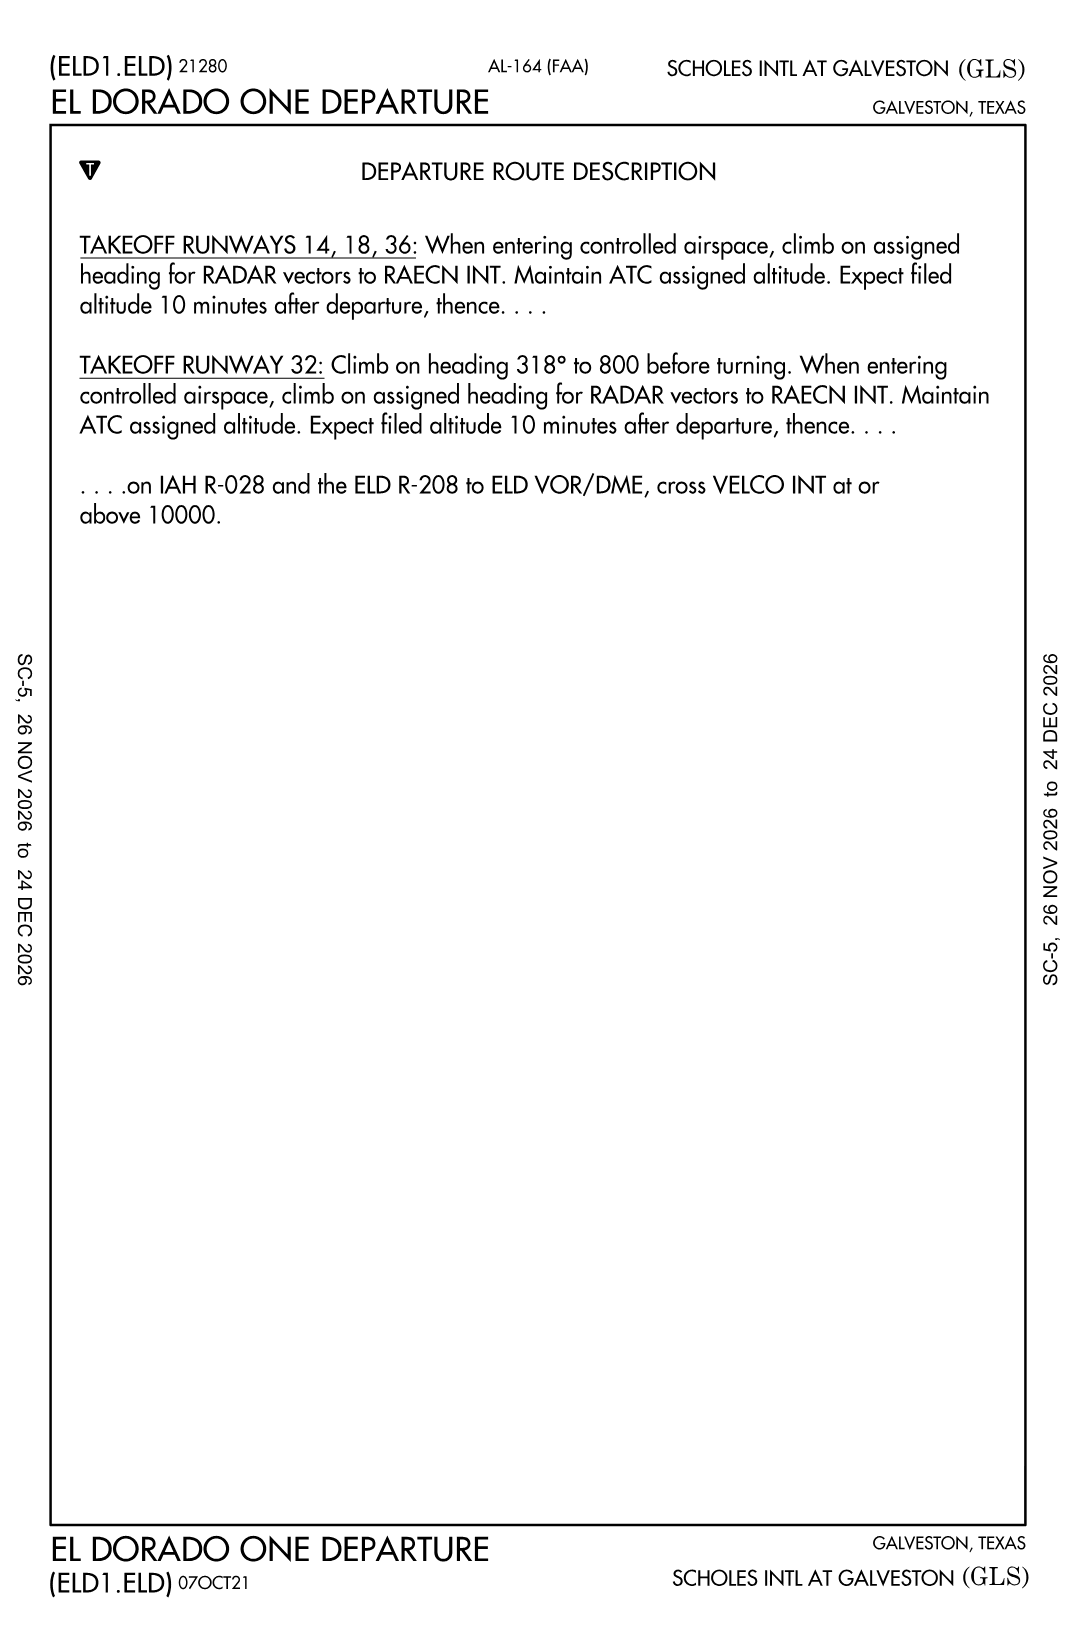 (ELD1.ELD) 21280 AL-164 (FAA) SCHOLES INTL AT GALVESTON (GLS)
EL DORADO ONE DEPARTURE GALVESTON, TEXAS
T DEPARTURE ROUTE DESCRIPTION
TAKEOFF RUNWAYS 14, 18, 36: When entering controlled airspace, climb on assigned
heading for RADAR vectors to RAECN INT. Maintain ATC assigned altitude. Expect filed
altitude 10 minutes after departure, thence. . . .
TAKEOFF RUNWAY 32: Climb on heading 318° to 800 before turning. When entering
controlled airspace, climb on assigned heading for RADAR vectors to RAECN INT. Maintain
ATC assigned altitude. Expect filed altitude 10 minutes after departure, thence. . . .
. . . .on IAH R-028 and the ELD R-208 to ELD VOR/DME, cross VELCO INT at or
above 10000.
SC-5, 26 NOV 2026 to 24 DEC 2026
SC-5, 26 NOV 2026 to 24 DEC 2026
EL DORADO ONE DEPARTURE GALVESTON, TEXAS
(ELD1.ELD) 07OCT21 SCHOLES INTL AT GALVESTON (GLS)